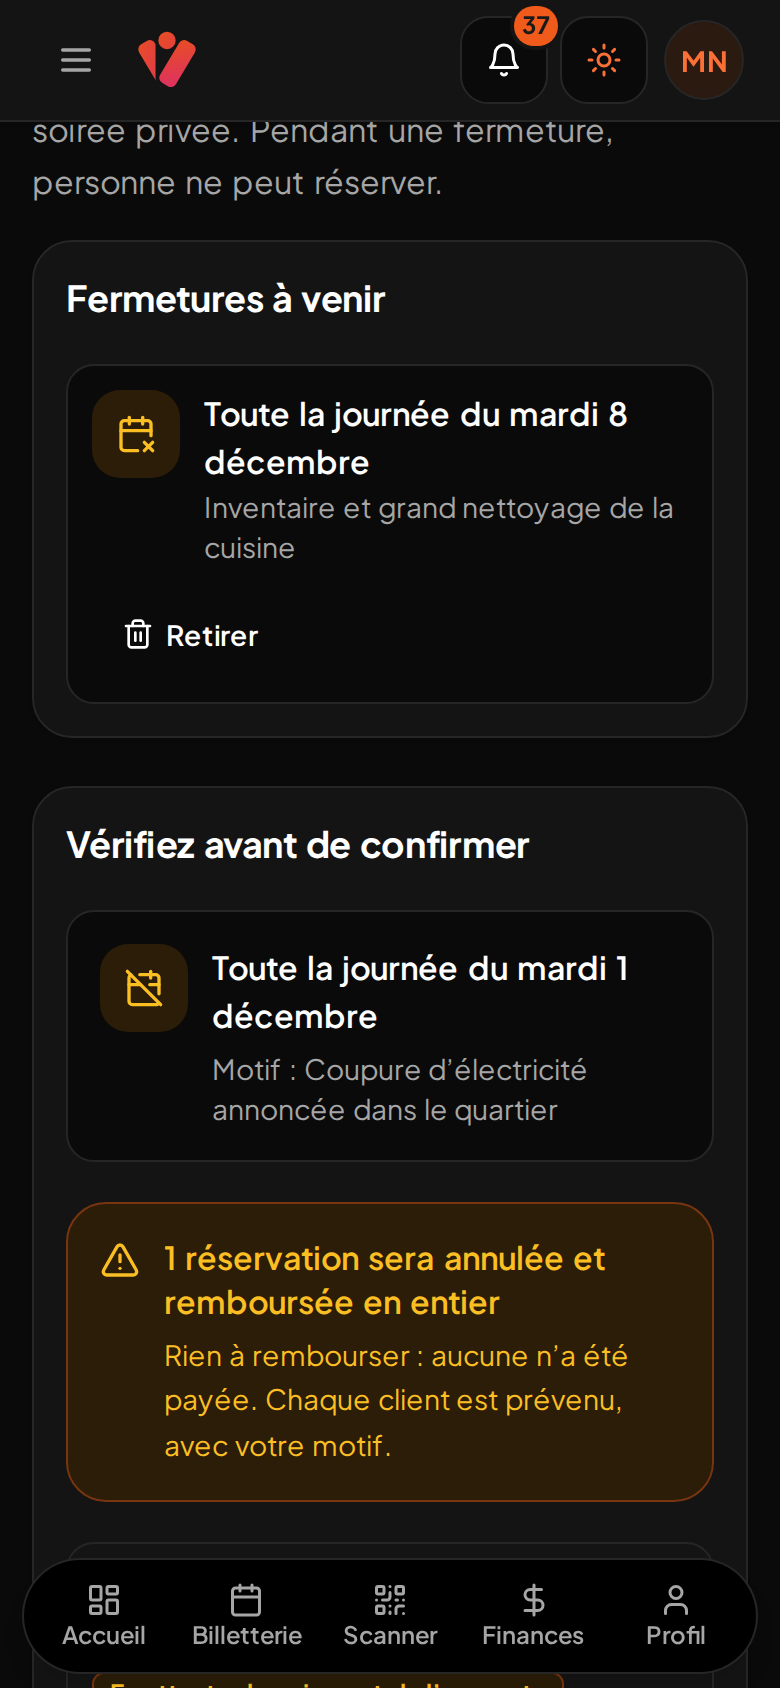 37
MN
soirée privée. Pendant une fermeture,
personne ne peut réserver.
Fermetures à venir
Toute la journée du mardi 8
décembre
Inventaire et grand nettoyage de la
cuisine
Retirer
Vérifiez avant de confirmer
Toute la journée du mardi 1
décembre
Motif : Coupure d’électricité
annoncée dans le quartier
1 réservation sera annulée et
remboursée en entier
Rien à rembourser : aucune n’a été
payée. Chaque client est prévenu,
avec votre motif.
Accueil
Billetterie
Scanner
Finances
Profil